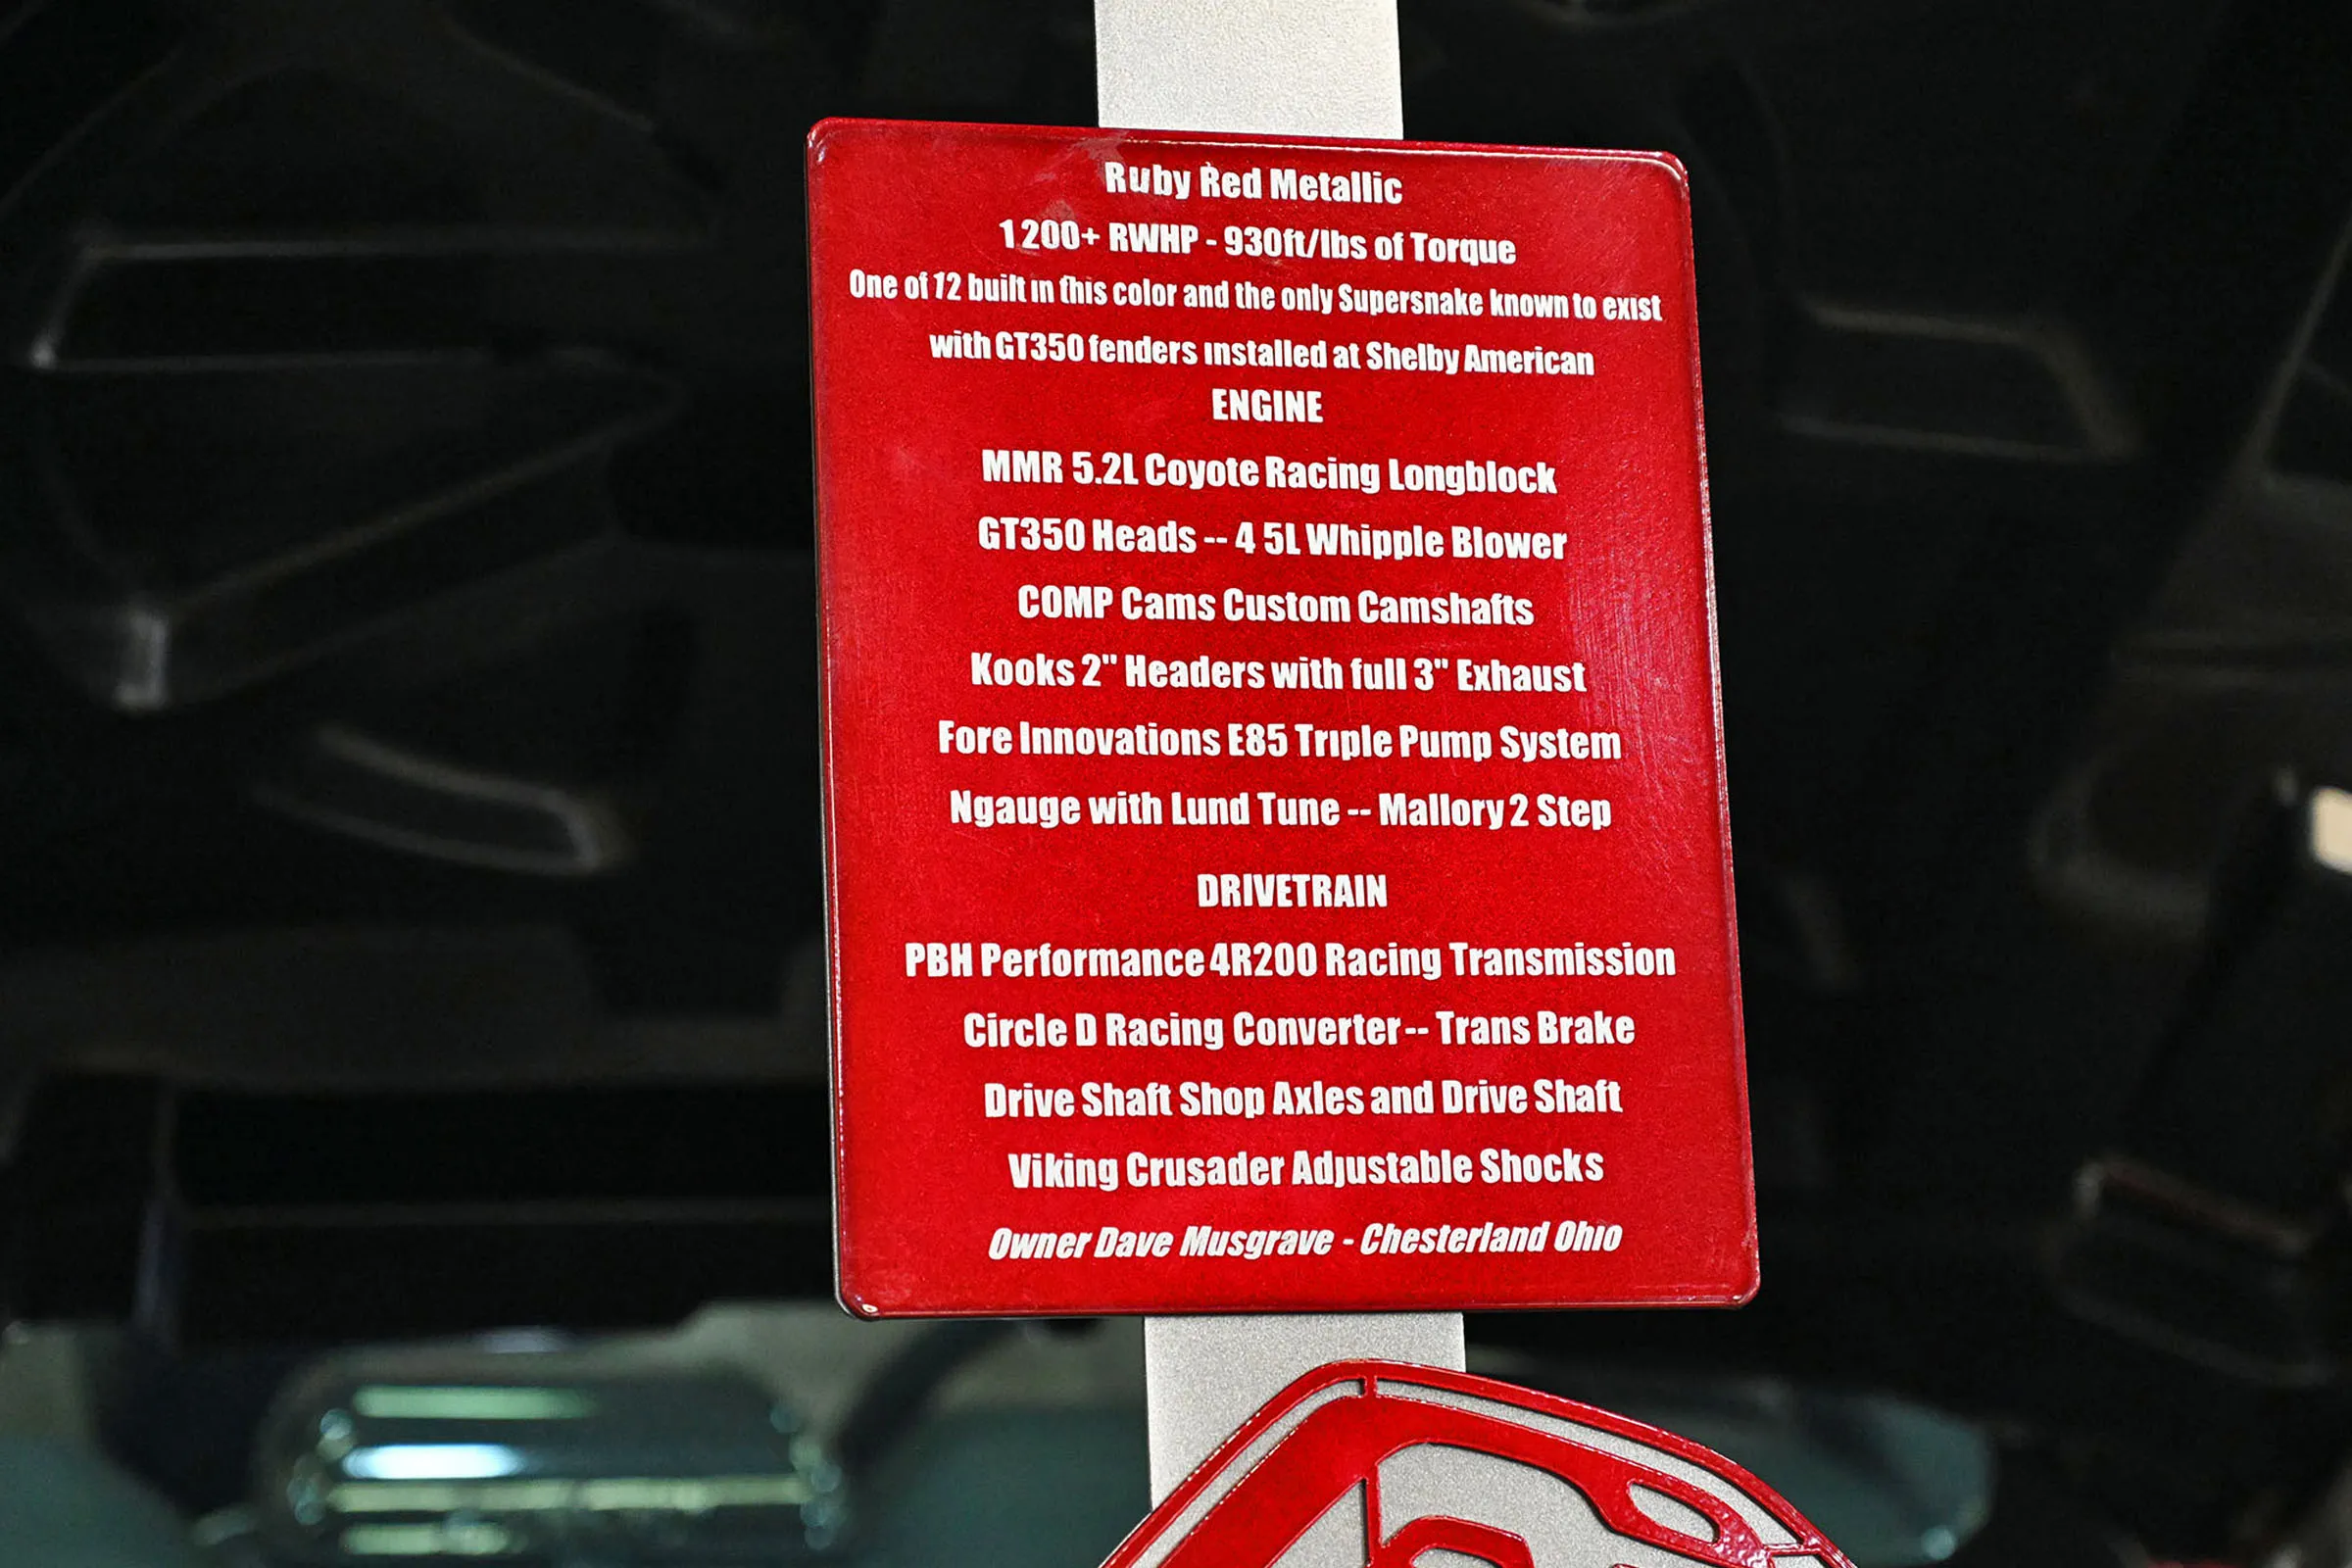 Ruby Red Metallic
1200+ RWHP - 930ft/lbs of Torque
One of 12 built in this color and the only Supersnake known to exist
with GT350 fenders installed at Shelby American
ENGINE
MMR 5.2L Coyote Racing Longblock
GT350 Heads -- 4 5L Whipple Blower
COMP Cams Custom Camshafts
Kooks 2" Headers with full 3" Exhaust
Fore Innovations E85 Triple Pump System
Ngauge with Lund Tune -- Mallory 2 Step
DRIVETRAIN
PBH Performance 4R200 Racing Transmission
Circle D Racing Converter -- Trans Brake
Drive Shaft Shop Axles and Drive Shaft
Viking Crusader Adjustable Shocks
Owner Dave Musgrave - Chesterland Ohio